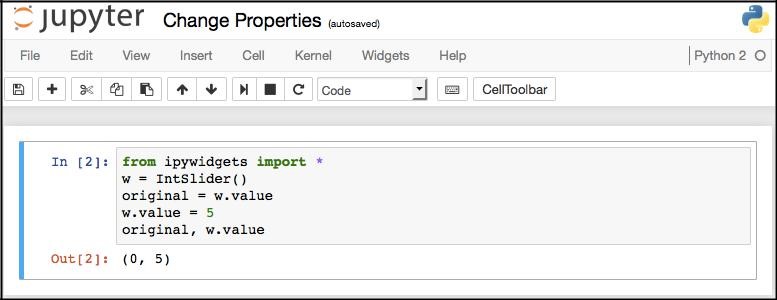 jupyter Change Properties (autosaved)
File Edit View Insert Cell Kernel Widgets Help Python 2
Code CellToolbar
In [2]: from ipywidgets import *
w = IntSlider()
original = w.value
w.value = 5
original, w.value
Out[2]: (0, 5)